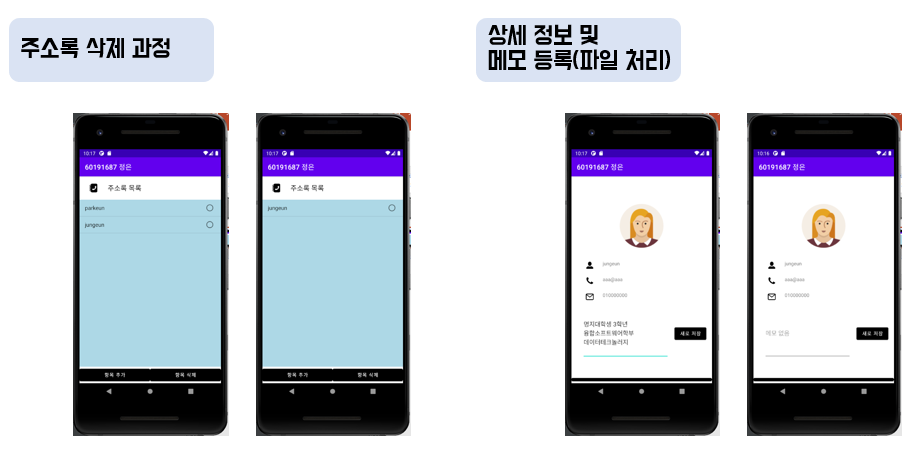 주소록 삭제 과정
상세 정보 및
메모 등록(파일 처리)
10:17
60191687 정은
주소록 목록
parkeun
jungeun
항목 추가
항목 삭제
10:17
60191687 정은
주소록 목록
jungeun
항목 추가
항목 삭제
10:17
60191687 정은
jungeun
aaa@aaa
010000000
명지대학생 3학년
융합소프트웨어학부
데이터테크놀러지
새로 저장
10:16
60191687 정은
jungeun
aaa@aaa
010000000
메모 없음
새로 저장